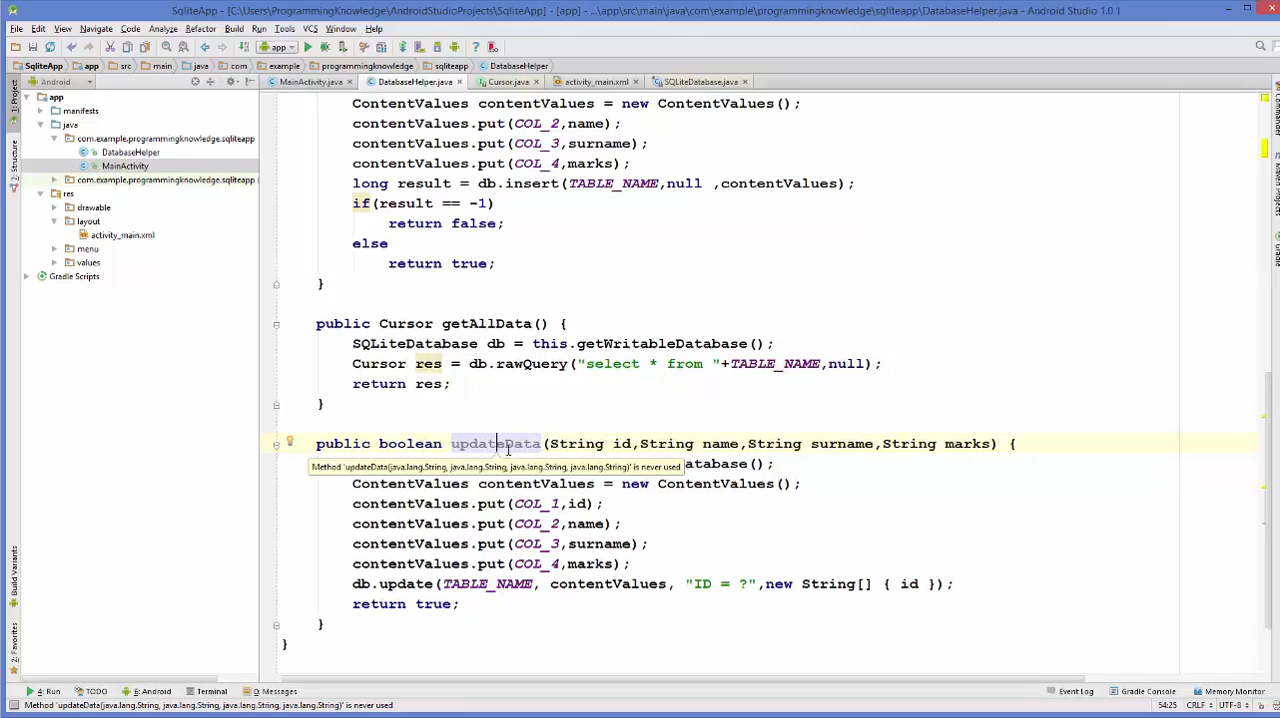 SqliteApp - [C:\Users\ProgrammingKnowledge\AndroidStudioProjects\SqliteApp] - [app] - ...\app\src\main\java\com\example\programmingknowledge\sqliteapp\DatabaseHelper.java - Android Studio 1.0.1
File Edit View Navigate Code Analyze Refactor Build Run Tools VCS Window Help
app
SqliteApp app src main java com example programmingknowledge sqliteapp DatabaseHelper
Android
MainActivity.java DatabaseHelper.java Cursor.java activity_main.xml SQLiteDatabase.java
1: Project
Structure
Build Variants
2: Favorites
app
manifests
java
com.example.programmingknowledge.sqliteapp
DatabaseHelper
MainActivity
com.example.programmingknowledge.sqliteapp (
res
drawable
layout
activity_main.xml
menu
values
Gradle Scripts
ContentValues contentValues = new ContentValues();
contentValues.put(COL_2,name);
contentValues.put(COL_3,surname);
contentValues.put(COL_4,marks);
long result = db.insert(TABLE_NAME,null ,contentValues);
if(result == -1)
return false;
else
return true;
}
public Cursor getAllData() {
SQLiteDatabase db = this.getWritableDatabase();
Cursor res = db.rawQuery("select * from "+TABLE_NAME,null);
return res;
}
public boolean updateData(String id,String name,String surname,String marks) {
Method 'updateData(java.lang.String, java.lang.String, java.lang.String, java.lang.String)' is never used
atabase();
ContentValues contentValues = new ContentValues();
contentValues.put(COL_1,id);
contentValues.put(COL_2,name);
contentValues.put(COL_3,surname);
contentValues.put(COL_4,marks);
db.update(TABLE_NAME, contentValues, "ID = ?",new String[] { id });
return true;
}
}
4: Run TODO 6: Android Terminal 0: Messages Event Log Gradle Console Memory Monitor
Method 'updateData(java.lang.String, java.lang.String, java.lang.String, java.lang.String)' is never used 54:25 CRLF UTF-8